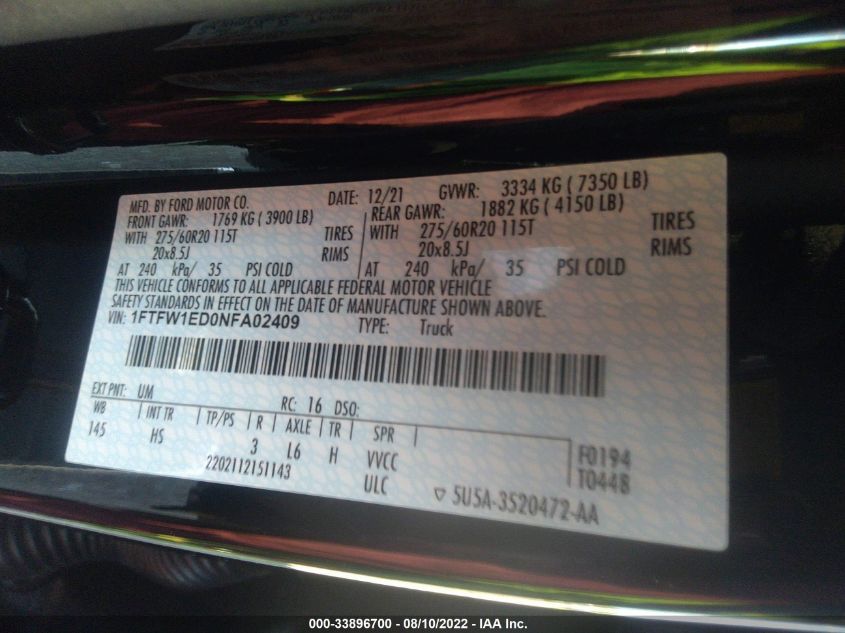 MFD. BY FORD MOTOR CO.
DATE: 12/21 GVWR: 3334 KG ( 7350 LB)
FRONT GAWR: 1769 KG ( 3900 LB) REAR GAWR: 1882 KG ( 4150 LB)
WITH 275/60R20 115T TIRES WITH 275/60R20 115T TIRES
20x8.5J RIMS 20x8.5J RIMS
AT 240 kPa/ 35 PSI COLD AT 240 kPa/ 35 PSI COLD
THIS VEHICLE CONFORMS TO ALL APPLICABLE FEDERAL MOTOR VEHICLE
SAFETY STANDARDS IN EFFECT ON THE DATE OF MANUFACTURE SHOWN ABOVE.
VIN: 1FTFW1ED0NFA02409 TYPE: Truck
EXT PNT: UM RC: 16 DSO:
WB INT TR TP/PS R AXLE TR SPR
145 HS 3 L6 H VVCC F0194
2202112151143 ULC T0448
5U5A-3520472-AA
000-33896700 - 08/10/2022 - IAA Inc.